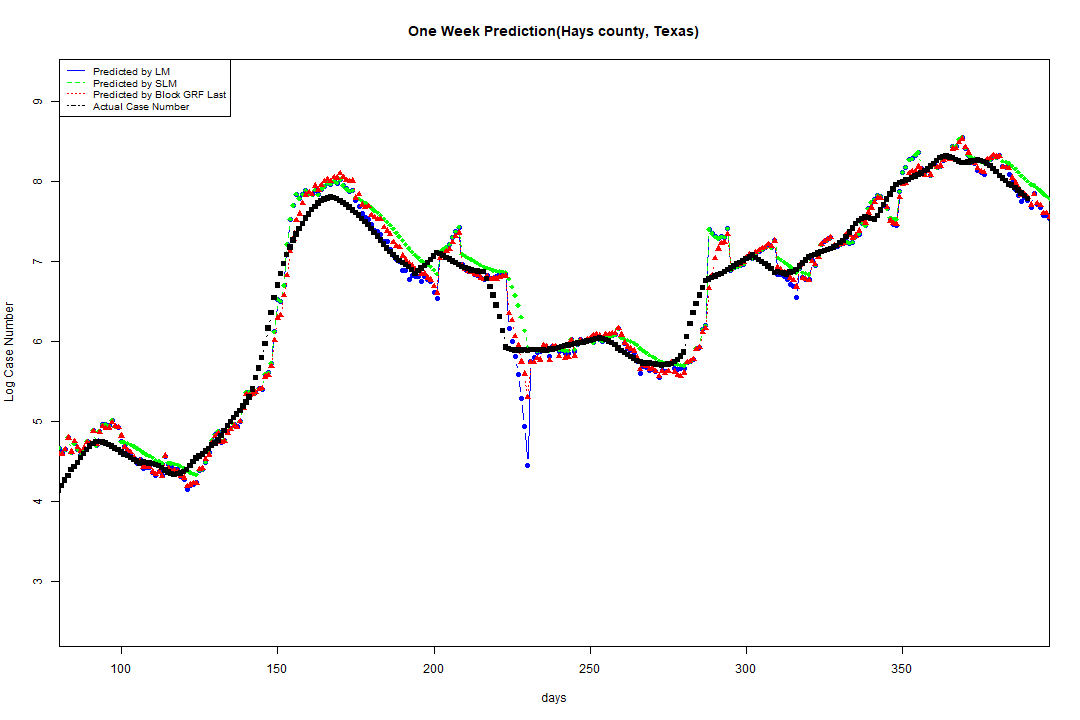 One Week Prediction(Hays county, Texas)
Predicted by LM
Predicted by SLM
Predicted by Block GRF Last
Actual Case Number
9
8
7
6
5
4
3
Log Case Number
100 150 200 250 300 350
days